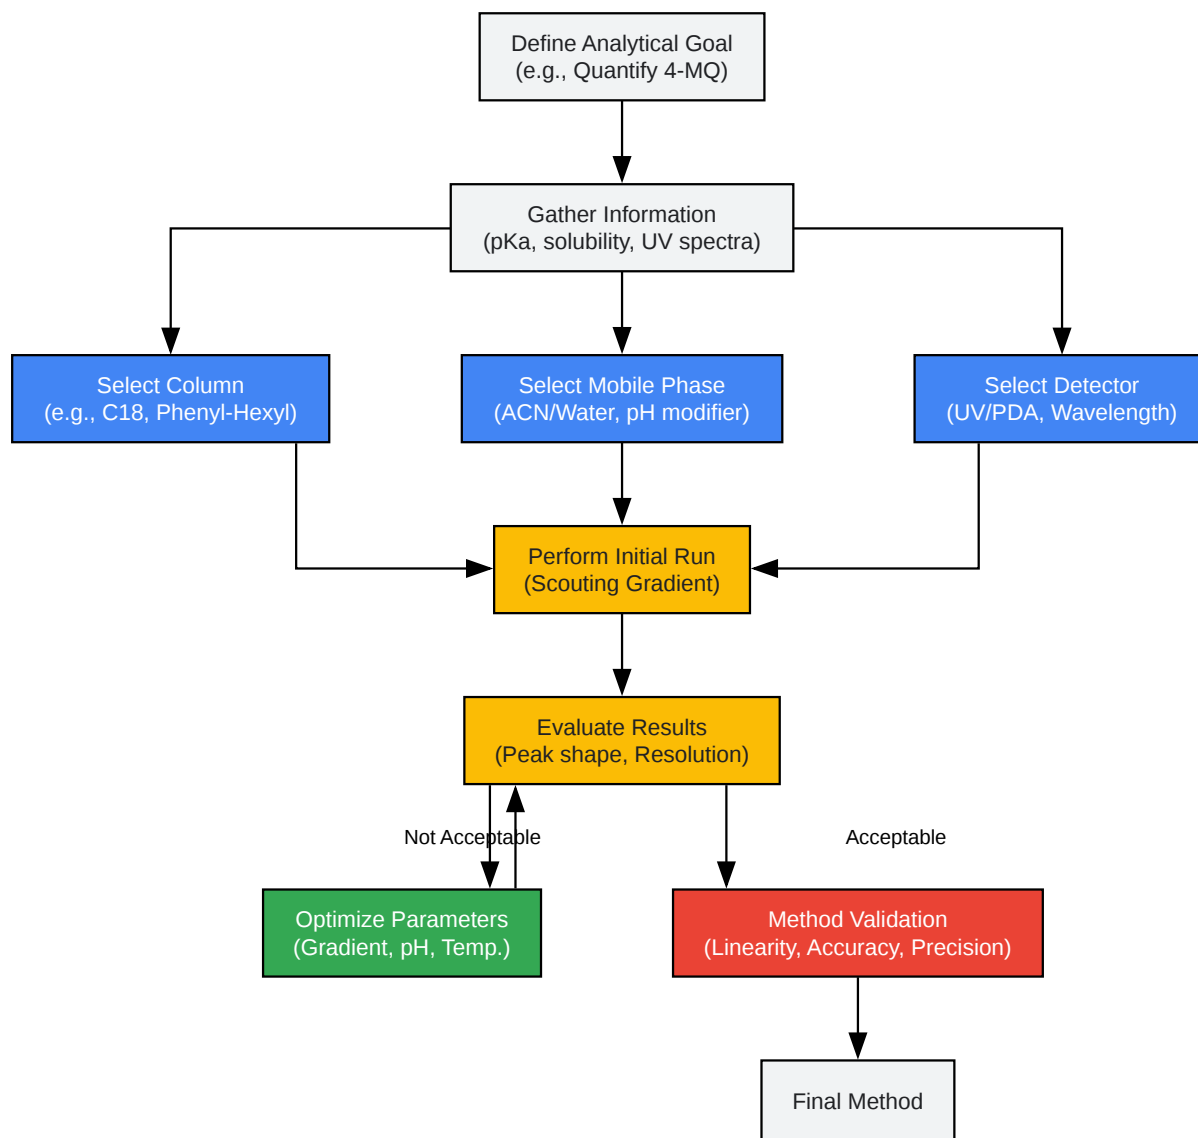 Define Analytical Goal
(e.g., Quantify 4-MQ)
Gather Information
(pKa, solubility, UV spectra)
Select Column
(e.g., C18, Phenyl-Hexyl)
Select Mobile Phase
(ACN/Water, pH modifier)
Select Detector
(UV/PDA, Wavelength)
Perform Initial Run
(Scouting Gradient)
Evaluate Results
(Peak shape, Resolution)
Not Acceptable
Acceptable
Optimize Parameters
(Gradient, pH, Temp.)
Method Validation
(Linearity, Accuracy, Precision)
Final Method